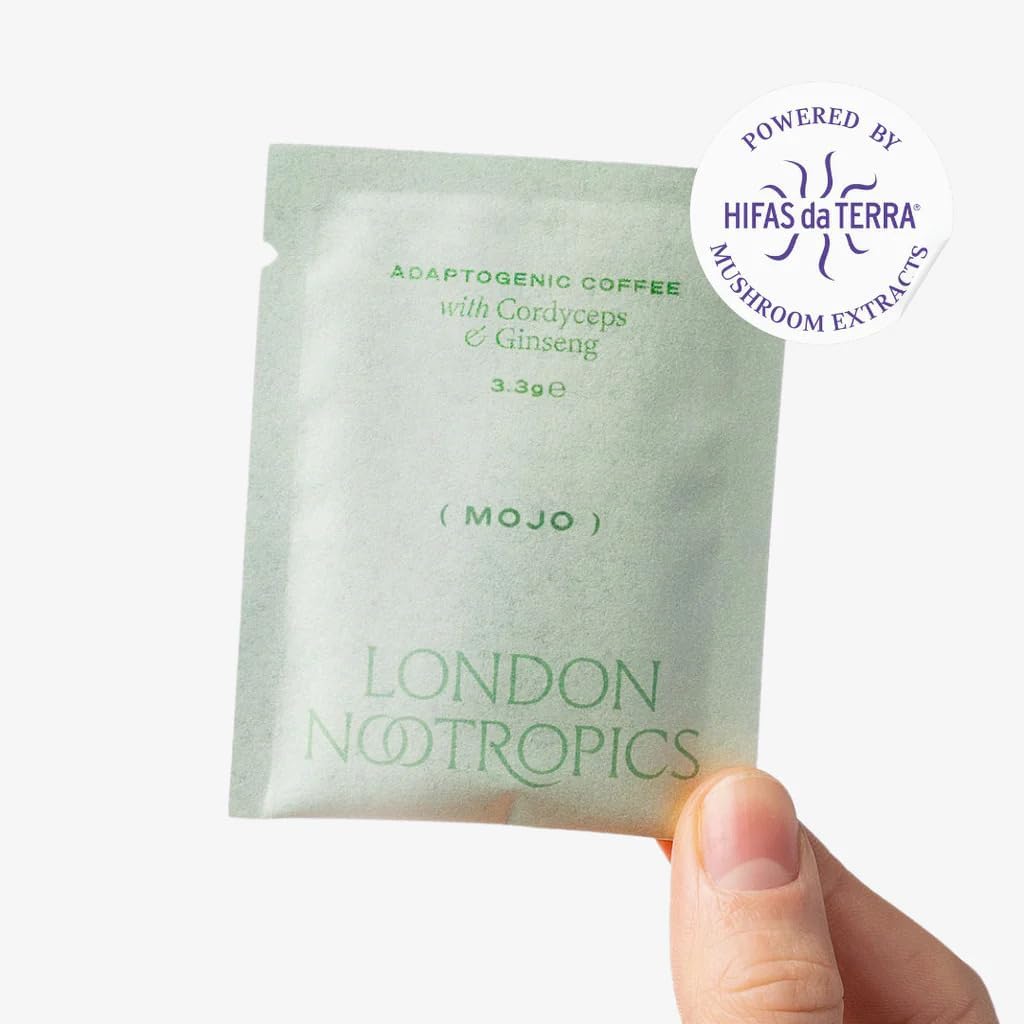 ADAPTOGENIC COFFEE
with Cordyceps
& Ginseng
3.3g℮
( MOJO )
LONDON
NOOTROPICS
POWERED BY
HIFAS da TERRA®
MUSHROOM EXTRACTS